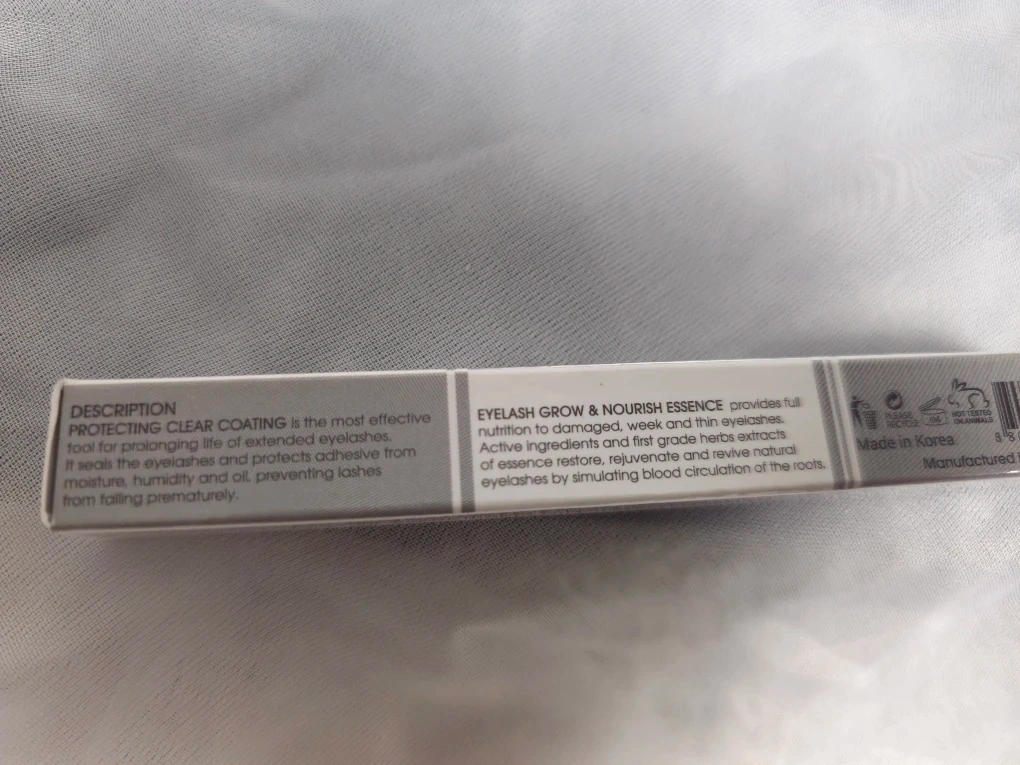 DESCRIPTION
PROTECTING CLEAR COATING is the most effective
tool for prolonging life of extended eyelashes.
It seals the eyelashes and protects adhesive from
moisture, humidity and oil, preventing lashes
from falling prematurely.
EYELASH GROW & NOURISH ESSENCE provides full
nutrition to damaged, week and thin eyelashes.
Active ingredients and first grade herbs extracts
of essence restore, rejuvenate and revive natural
eyelashes by simulating blood circulation of the roots.
PLEASE
RECYCLE
NOT TESTED
ON ANIMALS
Made in Korea
Manufactured